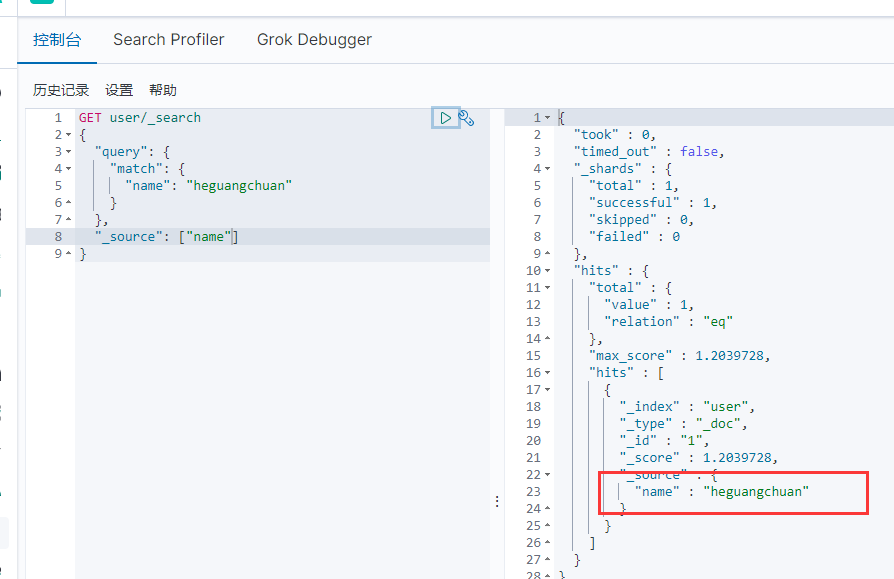 控制台 Search Profiler Grok Debugger
历史记录 设置 帮助
1 GET user/_search
2 {
3 "query": {
4 "match": {
5 "name": "heguangchuan"
6 }
7 },
8 "_source": ["name"]
9 }
1 {
2 "took" : 0,
3 "timed_out" : false,
4 "_shards" : {
5 "total" : 1,
6 "successful" : 1,
7 "skipped" : 0,
8 "failed" : 0
9 },
10 "hits" : {
11 "total" : {
12 "value" : 1,
13 "relation" : "eq"
14 },
15 "max_score" : 1.2039728,
16 "hits" : [
17 {
18 "_index" : "user",
19 "_type" : "_doc",
20 "_id" : "1",
21 "_score" : 1.2039728,
22 "_source" : {
23 "name" : "heguangchuan"
24 }
25 }
26 ]
27 }
28 }